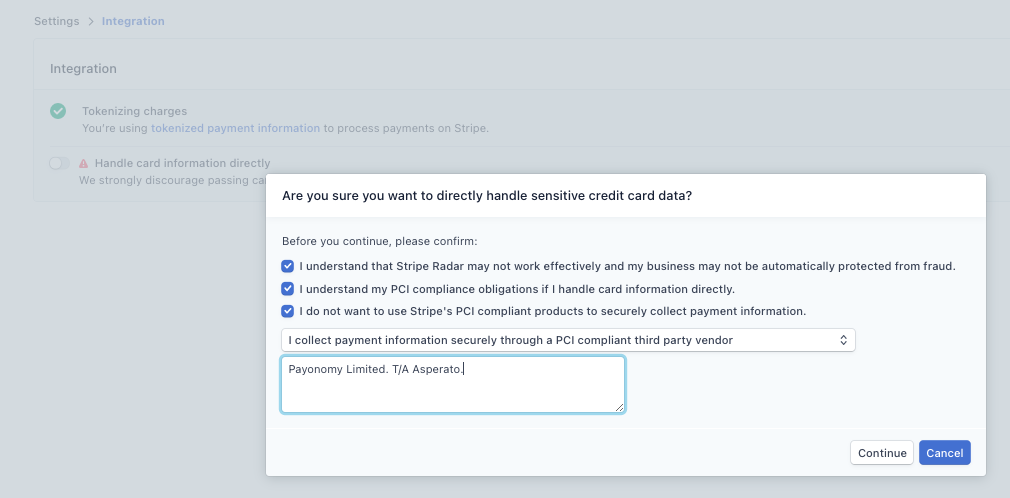 Settings > Integration
Integration
Tokenizing charges
You're using tokenized payment information to process payments on Stripe.
Handle card information directly
We strongly discourage passing
Are you sure you want to directly handle sensitive credit card data?
Before you continue, please confirm:
I understand that Stripe Radar may not work effectively and my business may not be automatically protected from fraud.
I understand my PCI compliance obligations if I handle card information directly.
I do not want to use Stripe's PCI compliant products to securely collect payment information.
I collect payment information securely through a PCI compliant third party vendor
Payonomy Limited. T/A Asperato.
Continue Cancel